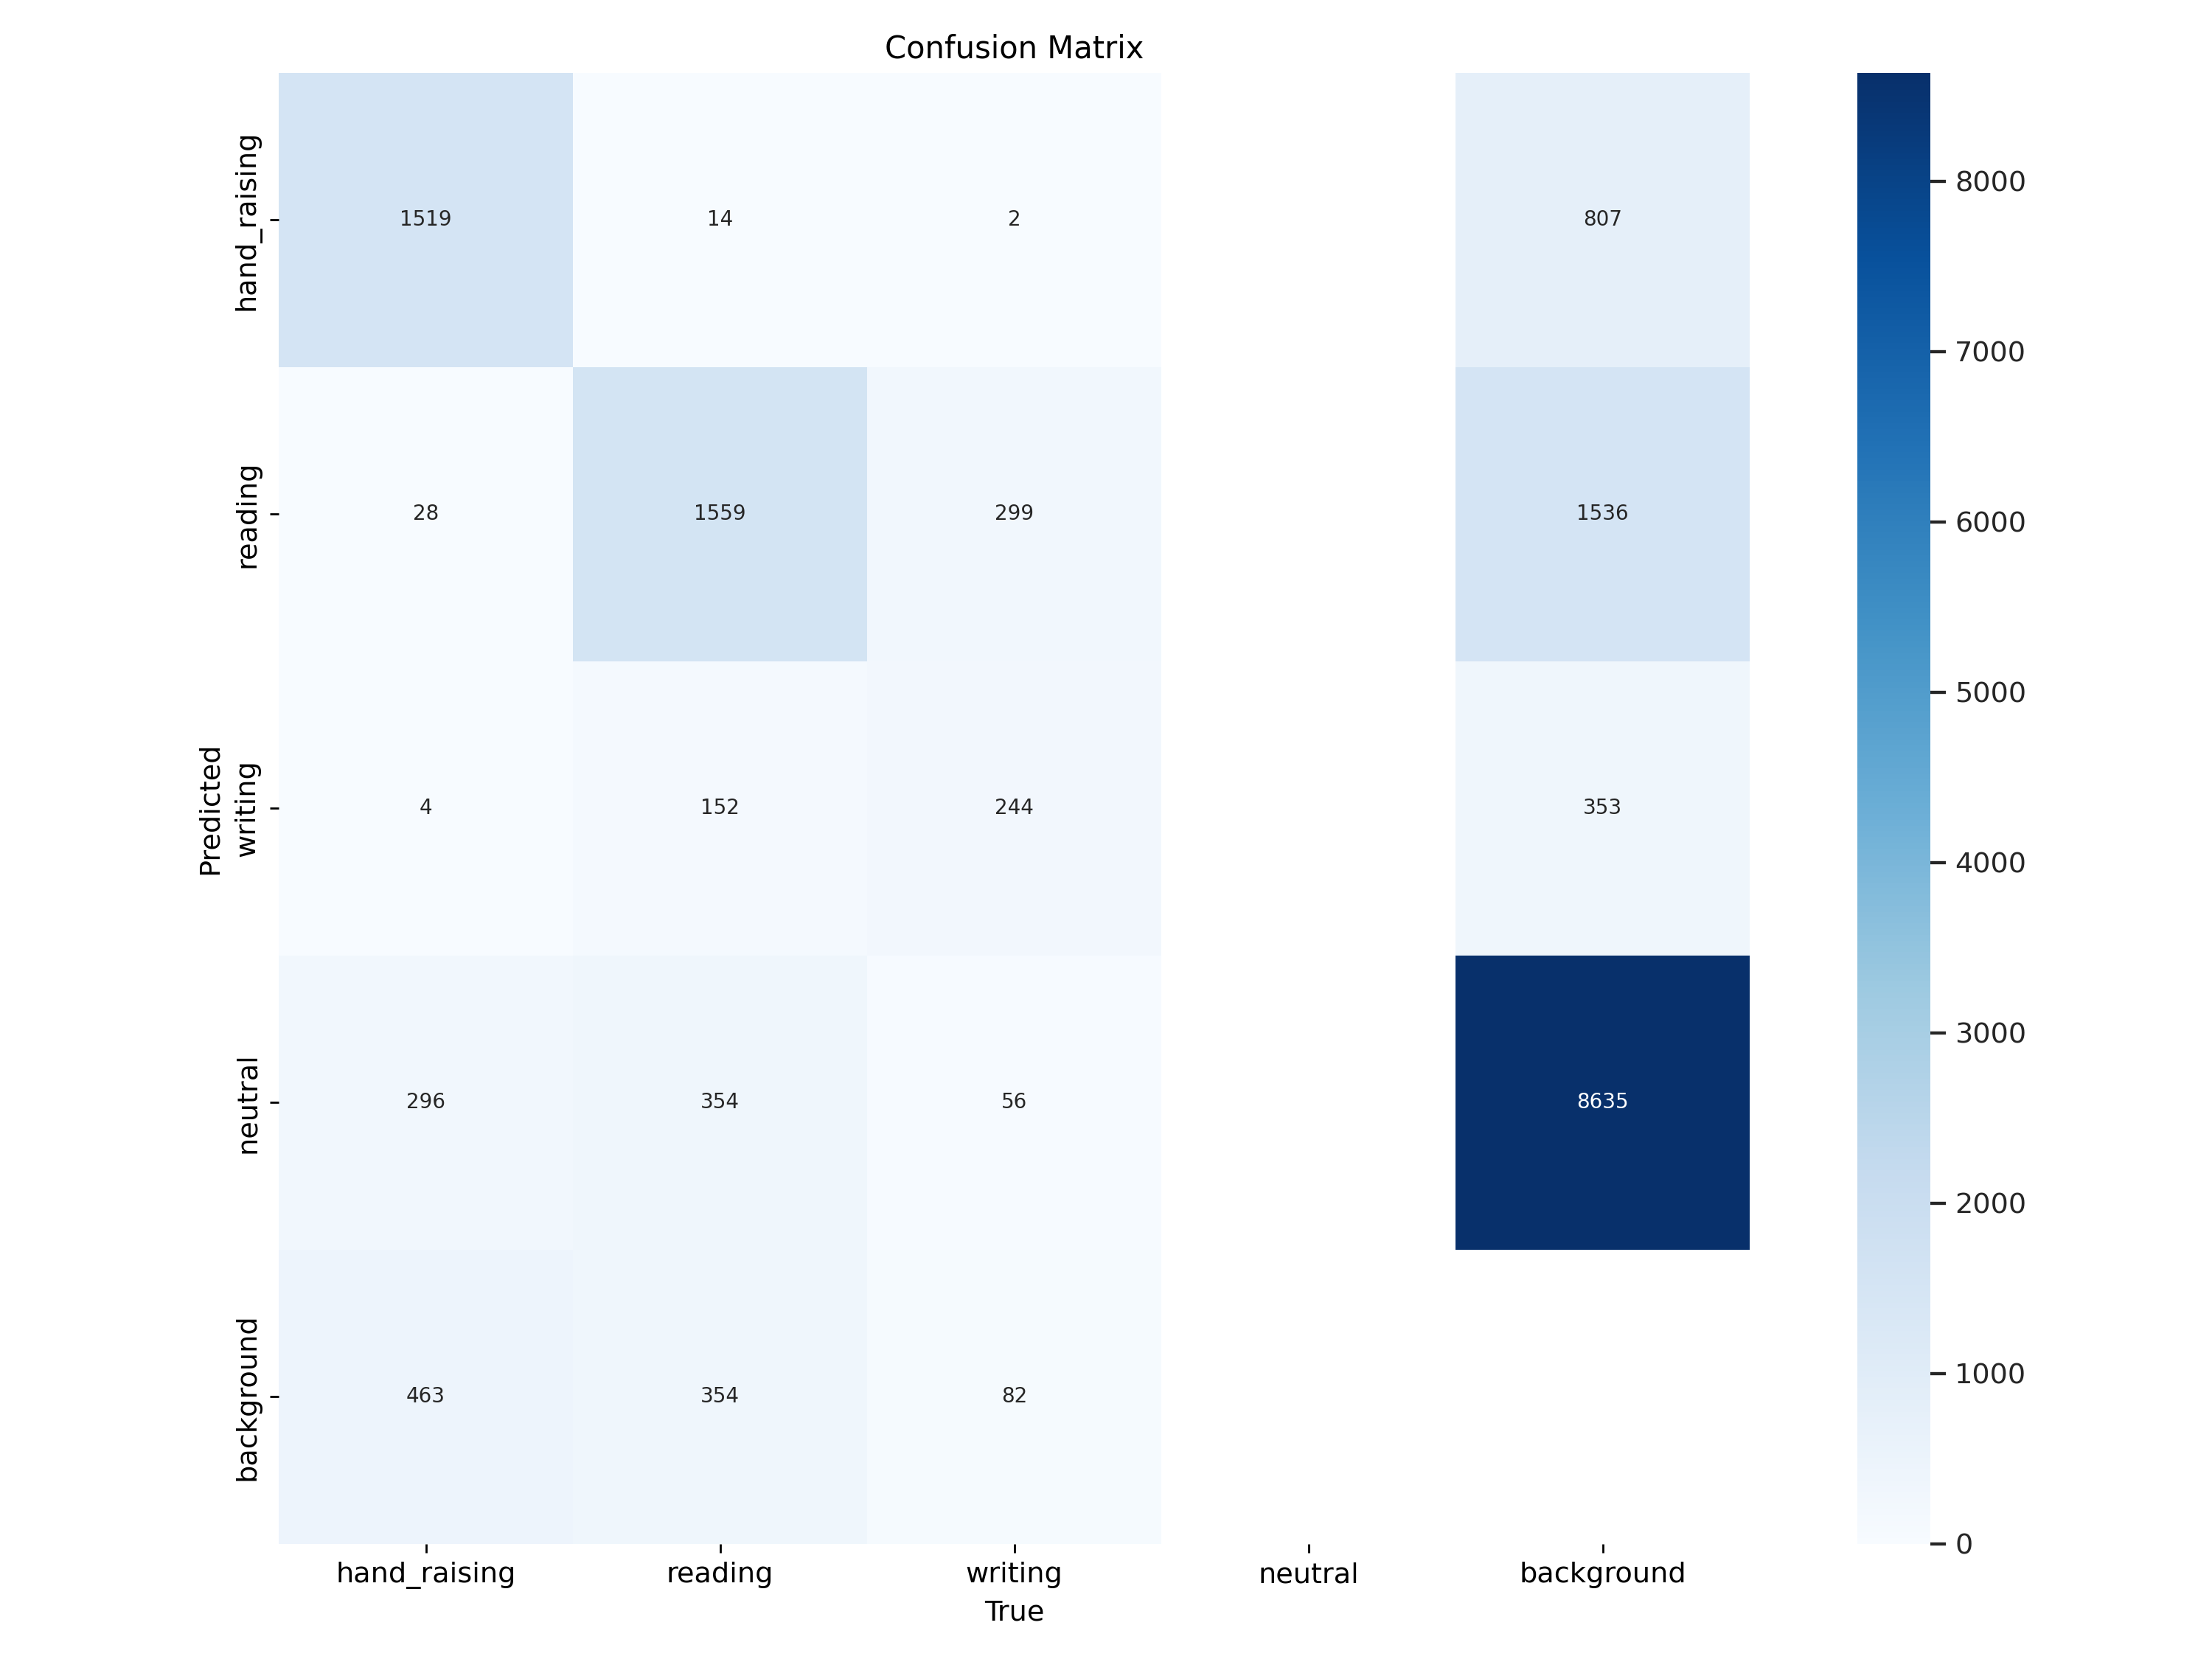 Confusion Matrix
hand_raising
1519 14 2 807
8000
7000
6000
5000
4000
3000
2000
1000
0
reading
28 1559 299 1536
Predicted
writing
4 152 244 353
neutral
296 354 56 8635
background
463 354 82
hand_raising reading writing neutral background
True